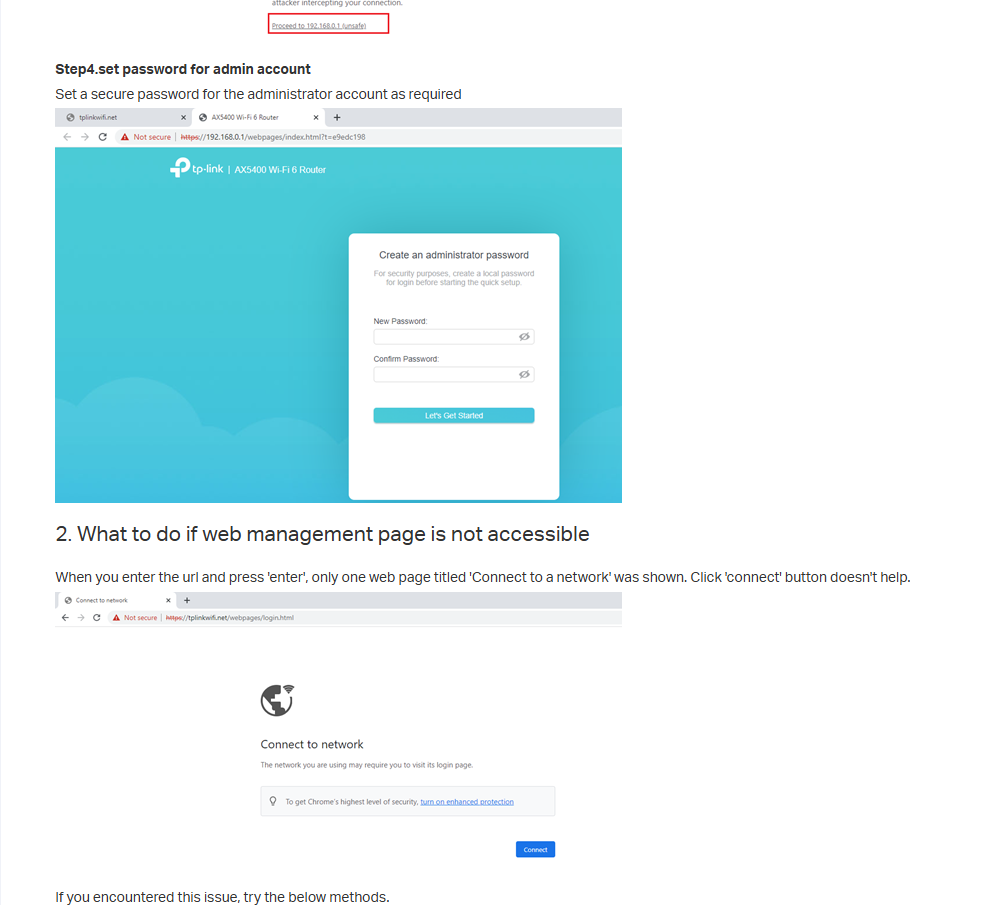 attacker intercepting your connection.
Proceed to 192.168.0.1 (unsafe)
Step4.set password for admin account
Set a secure password for the administrator account as required
tplinkwifi.net
AX5400 Wi-Fi 6 Router
Not secure | https://192.168.0.1/webpages/index.html?t=e9edc198
tp-link | AX5400 Wi-Fi 6 Router
Create an administrator password
For security purposes, create a local password
for login before starting the quick setup.
New Password:
Confirm Password:
Let's Get Started
2. What to do if web management page is not accessible
When you enter the url and press 'enter', only one web page titled 'Connect to a network' was shown. Click 'connect' button doesn't help.
Connect to network
Not secure | https://tplinkwifi.net/webpages/login.html
Connect to network
The network you are using may require you to visit its login page.
To get Chrome's highest level of security, turn on enhanced protection
Connect
If you encountered this issue, try the below methods.